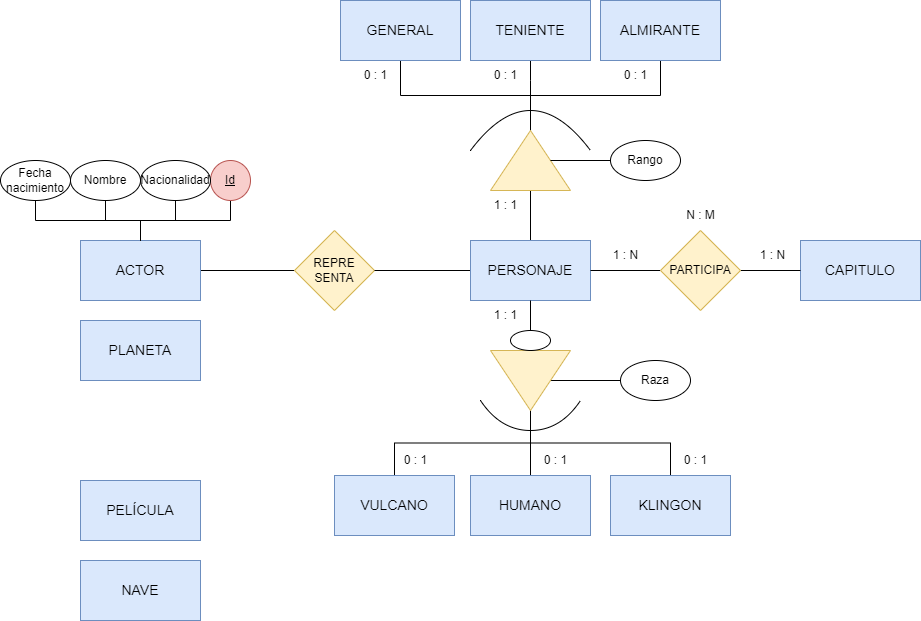 GENERAL
TENIENTE
ALMIRANTE
0 : 1
0 : 1
0 : 1
Rango
Fecha
nacimiento
Nombre
Nacionalidad
Id
1 : 1
N : M
ACTOR
REPRE
SENTA
PERSONAJE
1 : N
PARTICIPA
1 : N
CAPITULO
1 : 1
PLANETA
Raza
0 : 1
0 : 1
0 : 1
VULCANO
HUMANO
KLINGON
PELÍCULA
NAVE